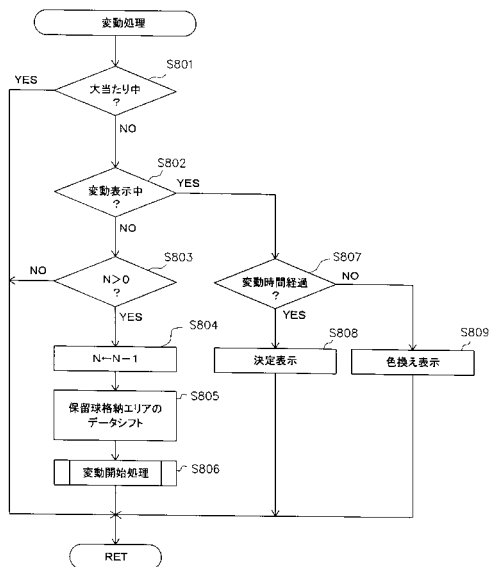 変動処理
S801
YES
大当たり中
?
NO
S802
変動表示中
?
YES
NO
S803
NO
N>0
?
YES
S807
変動時間経過
?
NO
YES
S804
N←N−1
S808
決定表示
S809
色換え表示
S805
保留球格納エリアの
データシフト
S806
変動開始処理
RET